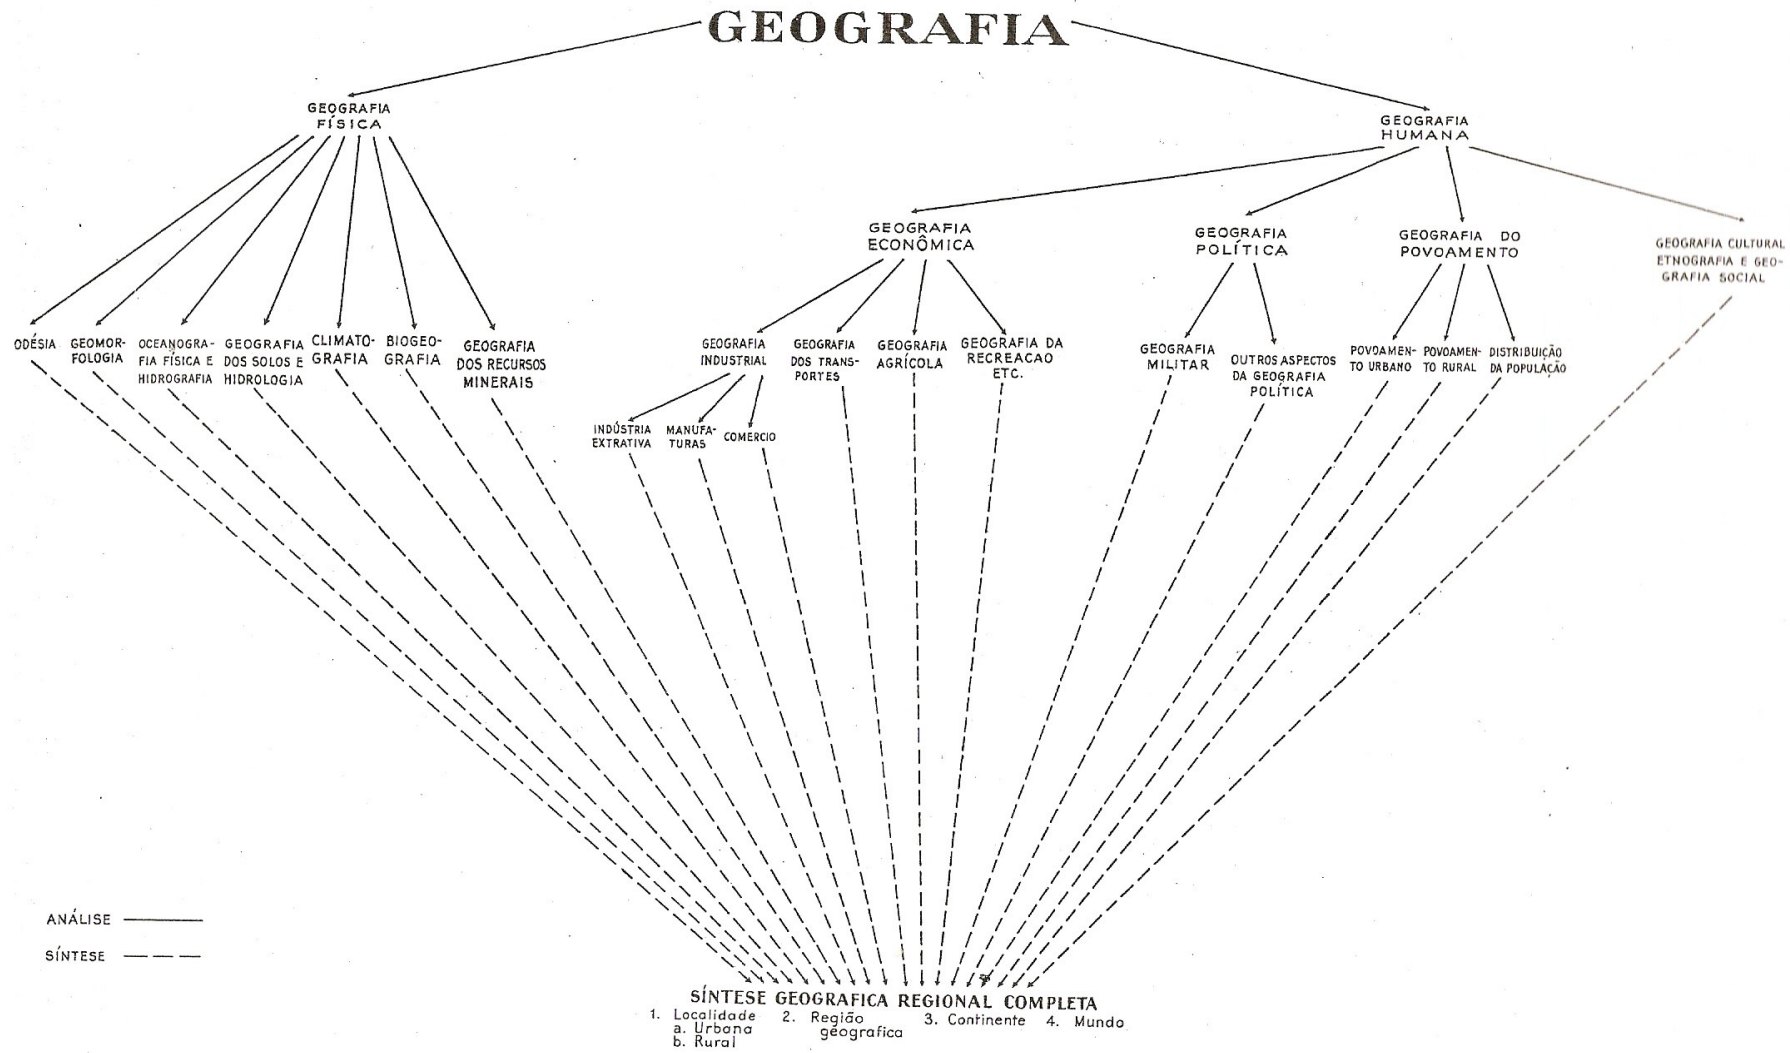 GEOGRAFIA
GEOGRAFIA
FÍSICA
GEOGRAFIA
HUMANA
GEOGRAFIA
ECONÔMICA
GEOGRAFIA
POLÍTICA
GEOGRAFIA DO
POVOAMENTO
GEOGRAFIA CULTURAL
ETNOGRAFIA E GEO-
GRAFIA SOCIAL
ODÉSIA
GEOMOR-
FOLOGIA
OCEANOGRA-
FIA FÍSICA E
HIDROGRAFIA
GEOGRAFIA
DOS SOLOS E
HIDROLOGIA
CLIMATO-
GRAFIA
BIOGEO-
GRAFIA
GEOGRAFIA
DOS RECURSOS
MINERAIS
GEOGRAFIA
INDUSTRIAL
GEOGRAFIA
DOS TRANS-
PORTES
GEOGRAFIA
AGRÍCOLA
GEOGRAFIA DA
RECREACAO
ETC.
GEOGRAFIA
MILITAR
OUTROS ASPECTOS
DA GEOGRAFIA
POLÍTICA
POVOAMEN-
TO URBANO
POVOAMEN-
TO RURAL
DISTRIBUIÇÃO
DA POPULAÇÃO
INDÚSTRIA
EXTRATIVA
MANUFA-
TURAS
COMERCIO
ANÁLISE
SÍNTESE
SÍNTESE GEOGRAFICA REGIONAL COMPLETA
1. Localidade
a. Urbana
b. Rural
2. Região
geografica
3. Continente
4. Mundo